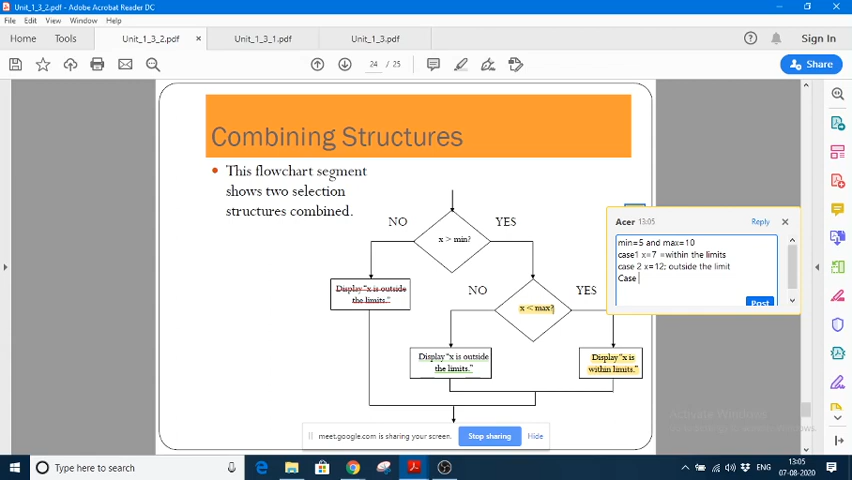 Unit_1_3_2.pdf - Adobe Acrobat Reader DC
File Edit View Window Help
Home Tools Unit_1_3_2.pdf × Unit_1_3_1.pdf Unit_1_3.pdf Sign In
24 / 25 Share
Combining Structures
• This flowchart segment
shows two selection
structures combined.
NO YES
x > min?
Display "x is outside
the limits."
NO YES
x < max?
Display "x is outside
the limits."
Display "x is
within limits."
Acer 13:05 Reply ×
min=5 and max=10
case1 x=7 =within the limits
case 2 x=12; outside the limit
Case
Post
Activate Windows
meet.google.com is sharing your screen. Stop sharing Hide
Type here to search
ENG
13:05
07-08-2020